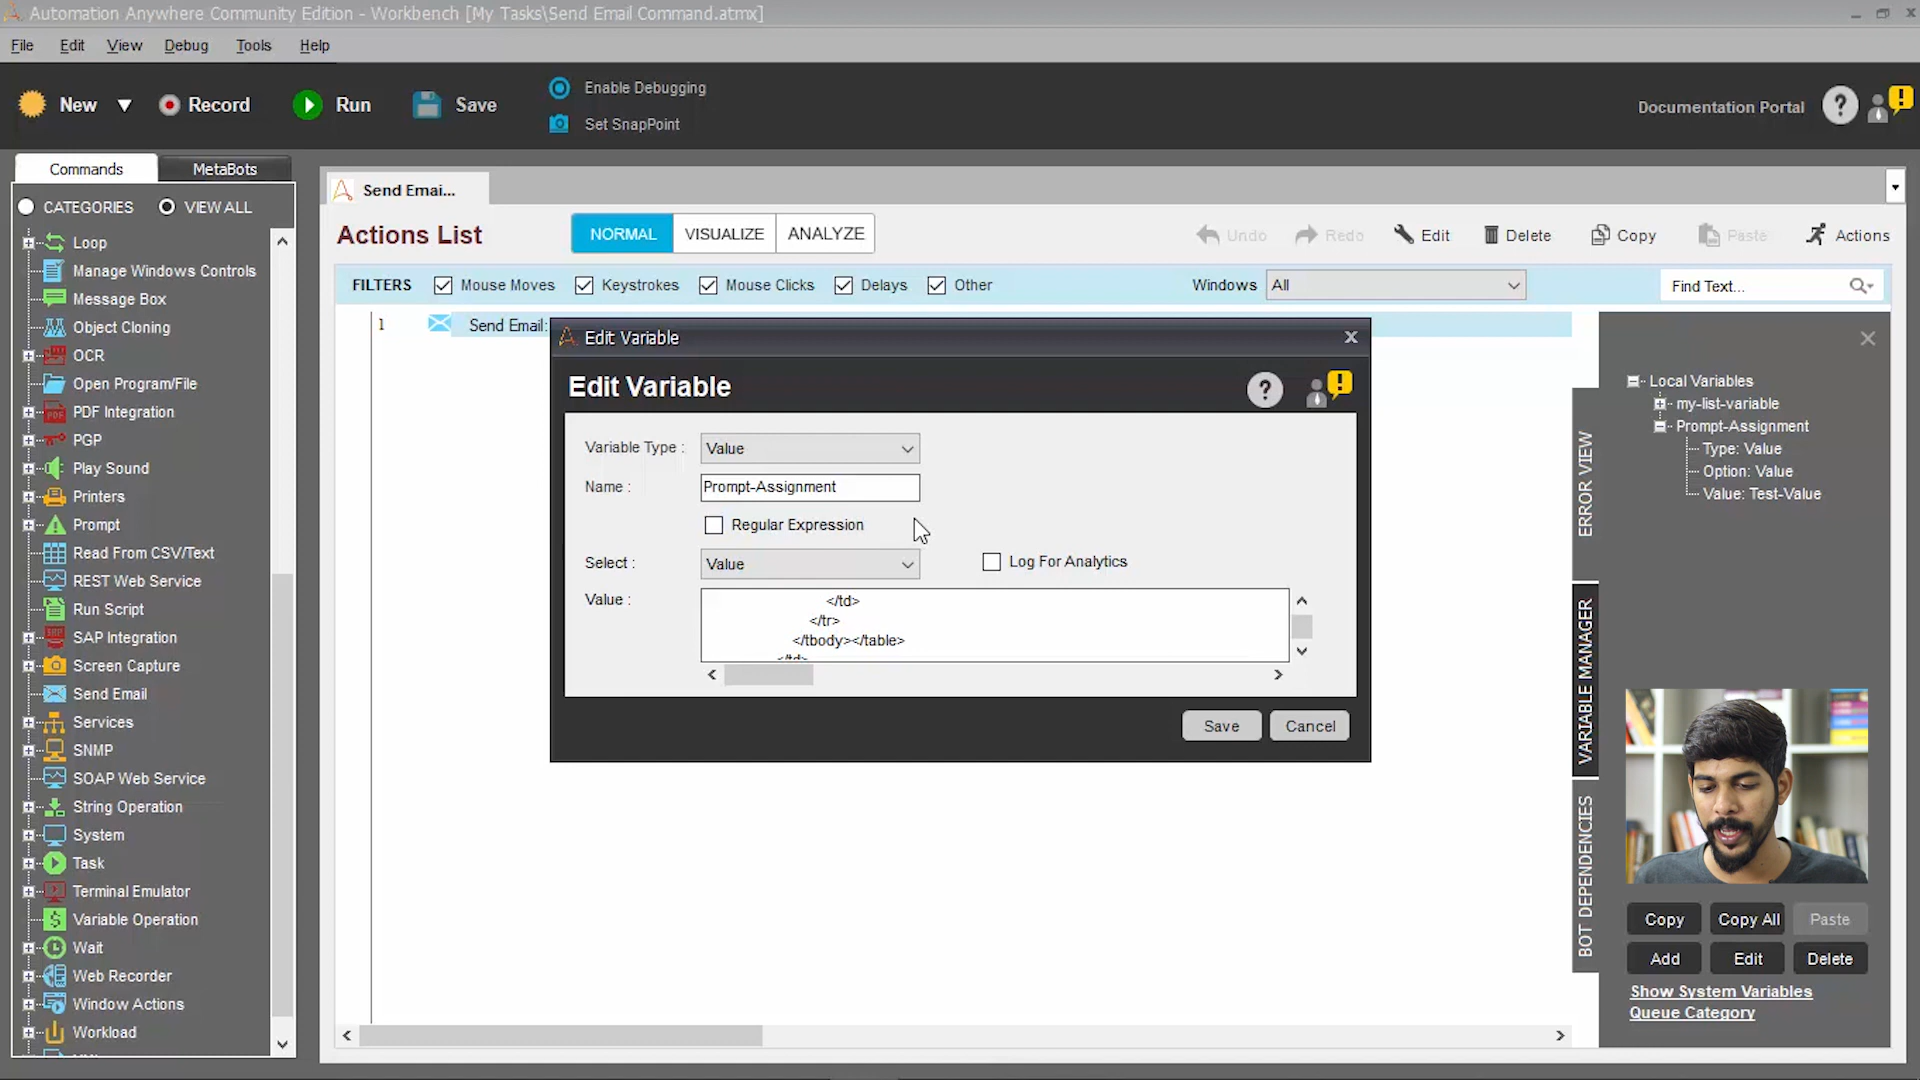 Automation Anywhere Community Edition - Workbench [My Tasks\Send Email Command.atmx]
File Edit View Debug Tools Help
New Record Run Save
Enable Debugging
Set SnapPoint
Documentation Portal
Commands MetaBots
CATEGORIES VIEW ALL
Loop
Manage Windows Controls
Message Box
Object Cloning
OCR
Open Program/File
PDF Integration
PGP
Play Sound
Printers
Prompt
Read From CSV/Text
REST Web Service
Run Script
SAP Integration
Screen Capture
Send Email
Services
SNMP
SOAP Web Service
String Operation
System
Task
Terminal Emulator
Variable Operation
Wait
Web Recorder
Window Actions
Workload
Send Emai...
Actions List
NORMAL VISUALIZE ANALYZE
Undo Redo Edit Delete Copy Paste Actions
FILTERS Mouse Moves Keystrokes Mouse Clicks Delays Other
Windows All
Find Text...
1 Send Email:
Edit Variable
Edit Variable
Variable Type : Value
Name : Prompt-Assignment
Regular Expression
Select : Value
Log For Analytics
Value :
</td>
</tr>
</tbody></table>
</td>
Save Cancel
ERROR VIEW
VARIABLE MANAGER
BOT DEPENDENCIES
Local Variables
my-list-variable
Prompt-Assignment
Type: Value
Option: Value
Value: Test-Value
Copy Copy All Paste
Add Edit Delete
Show System Variables
Queue Category